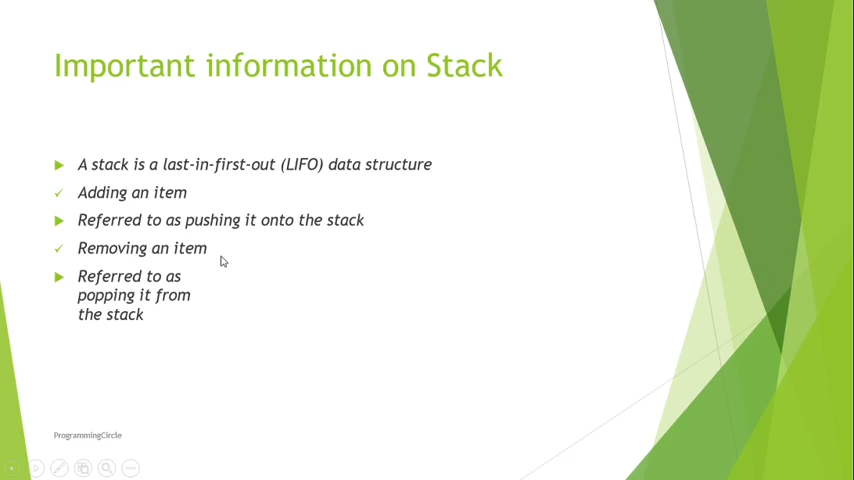 Important information on Stack
A stack is a last-in-first-out (LIFO) data structure
Adding an item
Referred to as pushing it onto the stack
Removing an item
Referred to as
popping it from
the stack
ProgrammingCircle